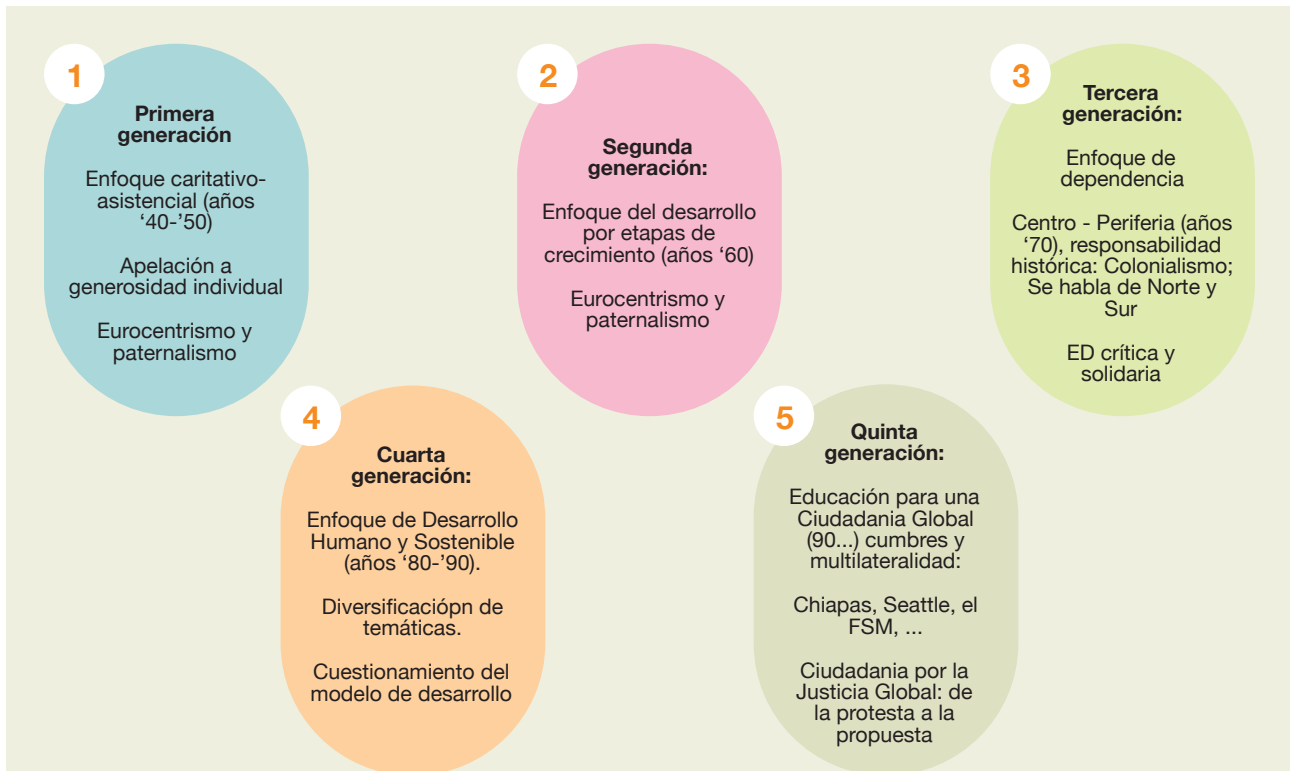 1
Primera
generación
Enfoque caritativo-
asistencial (años
‘40-’50)
Apelación a
generosidad individual
Eurocentrismo y
paternalismo
2
Segunda
generación:
Enfoque del desarrollo
por etapas de
crecimiento (años ‘60)
Eurocentrismo y
paternalismo
3
Tercera
generación:
Enfoque de
dependencia
Centro - Periferia (años
‘70), responsabilidad
histórica: Colonialismo;
Se habla de Norte y
Sur
ED crítica y
solidaria
4
Cuarta
generación:
Enfoque de Desarrollo
Humano y Sostenible
(años ‘80-’90).
Diversificaciópn de
temáticas.
Cuestionamiento del
modelo de desarrollo
5
Quinta
generación:
Educación para una
Ciudadania Global
(90...) cumbres y
multilateralidad:
Chiapas, Seattle, el
FSM, ...
Ciudadania por la
Justicia Global: de
la protesta a la
propuesta